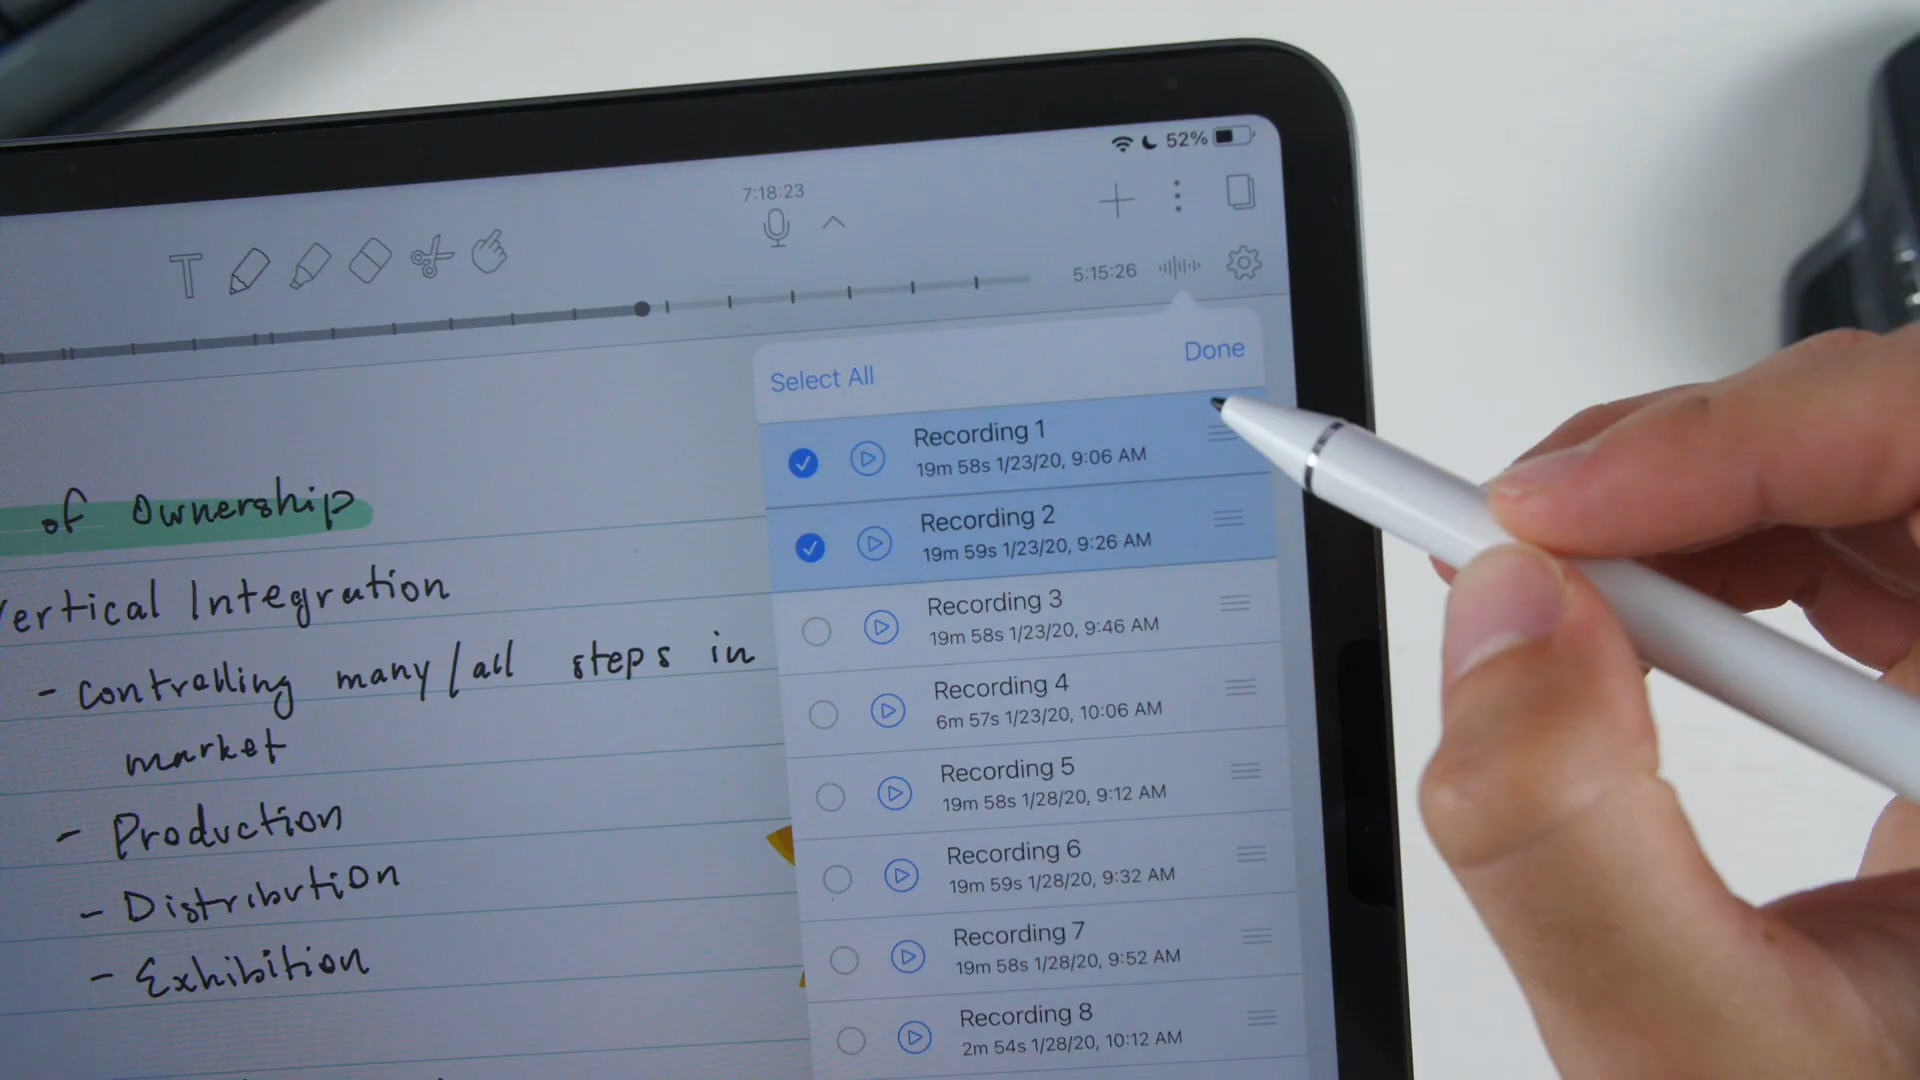 52%
7:18:23
T
5:15:26
Done
Select All
Recording 1
19m 58s 1/23/20, 9:06 AM
Recording 2
19m 59s 1/23/20, 9:26 AM
Recording 3
19m 58s 1/23/20, 9:46 AM
Recording 4
6m 57s 1/23/20, 10:06 AM
Recording 5
19m 58s 1/28/20, 9:12 AM
Recording 6
19m 59s 1/28/20, 9:32 AM
Recording 7
19m 58s 1/28/20, 9:52 AM
Recording 8
2m 54s 1/28/20, 10:12 AM
of Ownership
Vertical Integration
- controlling many/all steps in
market
- Production
- Distribution
- Exhibition